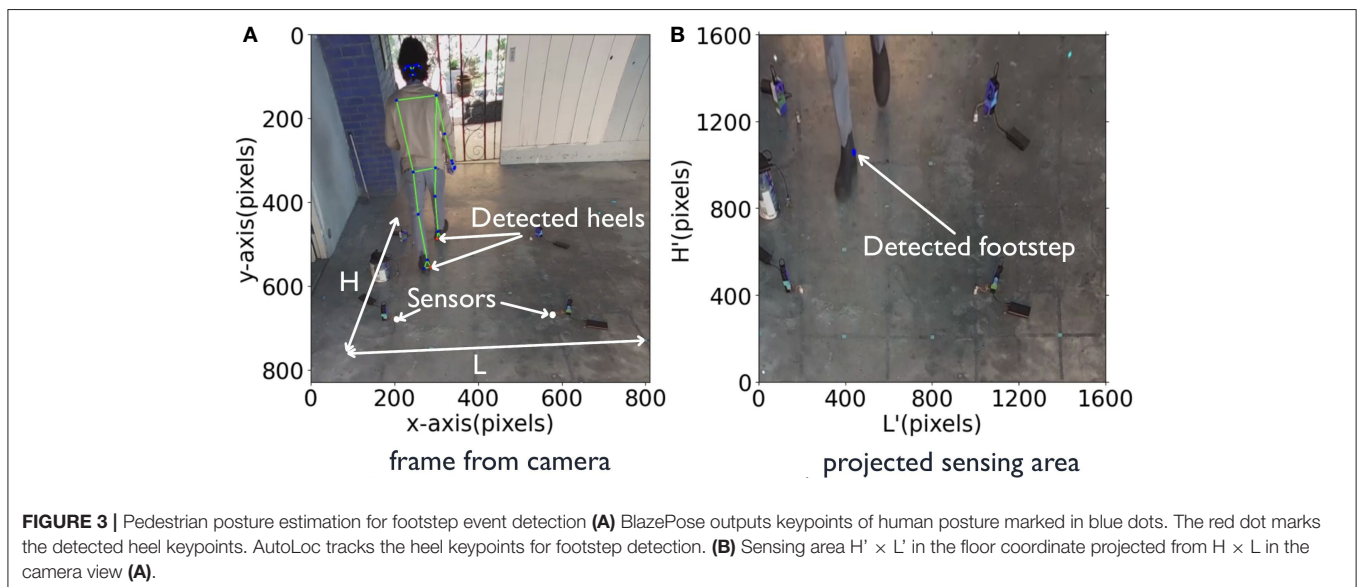 A
B
0
200
400
600
800
y-axis(pixels)
0
200
400
600
800
x-axis(pixels)
Detected heels
H
Sensors
L
frame from camera
1600
1200
800
400
0
H'(pixels)
0
400
800
1200
1600
L'(pixels)
Detected footstep
projected sensing area
FIGURE 3 | Pedestrian posture estimation for footstep event detection (A) BlazePose outputs keypoints of human posture marked in blue dots. The red dot marks
the detected heel keypoints. AutoLoc tracks the heel keypoints for footstep detection. (B) Sensing area H’ × L’ in the floor coordinate projected from H × L in the
camera view (A).